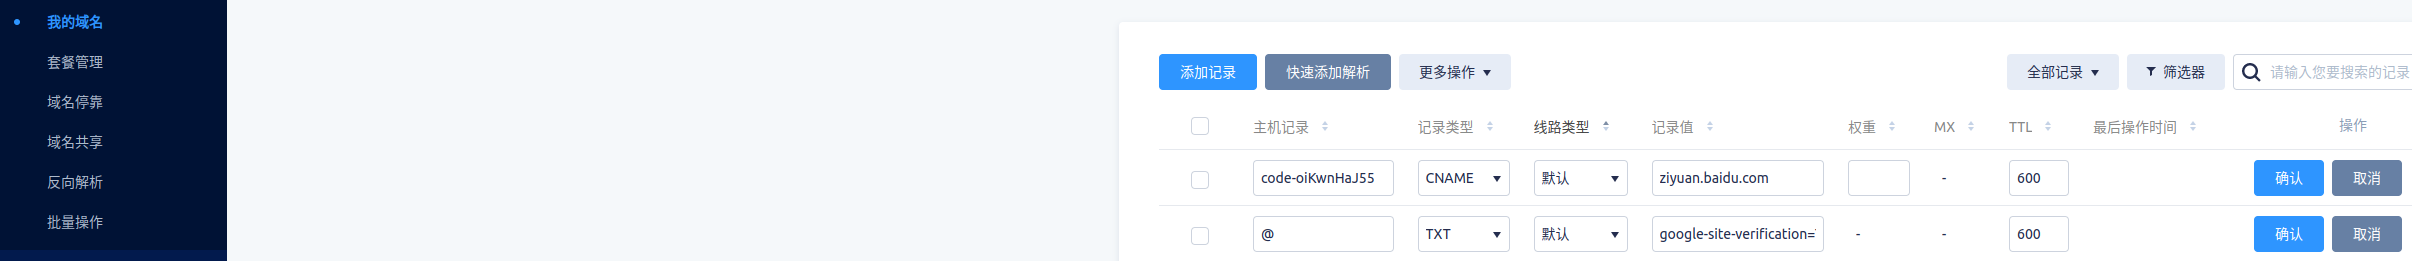 我的域名
套餐管理
域名停靠
域名共享
反向解析
批量操作
添加记录 快速添加解析 更多操作 全部记录 筛选器 请输入您要搜索的记录
主机记录 记录类型 线路类型 记录值 权重 MX TTL 最后操作时间 操作
code-oiKwnHaJ55 CNAME 默认 ziyuan.baidu.com - 600 确认 取消
@ TXT 默认 google-site-verification= - - 600 确认 取消